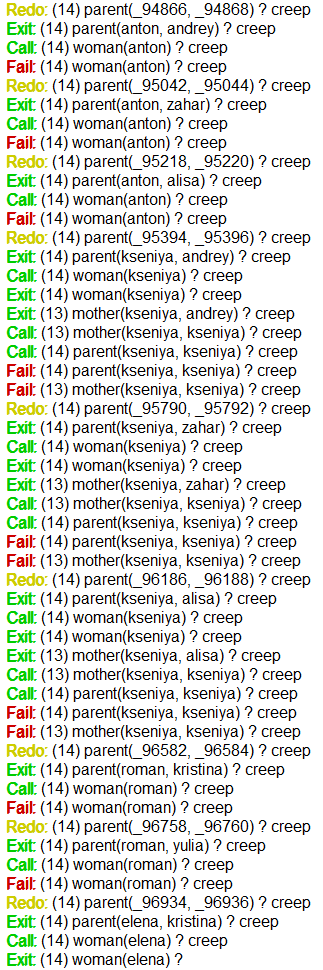 Redo: (14) parent(_94866, _94868) ? creep
Exit: (14) parent(anton, andrey) ? creep
Call: (14) woman(anton) ? creep
Fail: (14) woman(anton) ? creep
Redo: (14) parent(_95042, _95044) ? creep
Exit: (14) parent(anton, zahar) ? creep
Call: (14) woman(anton) ? creep
Fail: (14) woman(anton) ? creep
Redo: (14) parent(_95218, _95220) ? creep
Exit: (14) parent(anton, alisa) ? creep
Call: (14) woman(anton) ? creep
Fail: (14) woman(anton) ? creep
Redo: (14) parent(_95394, _95396) ? creep
Exit: (14) parent(kseniya, andrey) ? creep
Call: (14) woman(kseniya) ? creep
Exit: (14) woman(kseniya) ? creep
Exit: (13) mother(kseniya, andrey) ? creep
Call: (13) mother(kseniya, kseniya) ? creep
Call: (14) parent(kseniya, kseniya) ? creep
Fail: (14) parent(kseniya, kseniya) ? creep
Fail: (13) mother(kseniya, kseniya) ? creep
Redo: (14) parent(_95790, _95792) ? creep
Exit: (14) parent(kseniya, zahar) ? creep
Call: (14) woman(kseniya) ? creep
Exit: (14) woman(kseniya) ? creep
Exit: (13) mother(kseniya, zahar) ? creep
Call: (13) mother(kseniya, kseniya) ? creep
Call: (14) parent(kseniya, kseniya) ? creep
Fail: (14) parent(kseniya, kseniya) ? creep
Fail: (13) mother(kseniya, kseniya) ? creep
Redo: (14) parent(_96186, _96188) ? creep
Exit: (14) parent(kseniya, alisa) ? creep
Call: (14) woman(kseniya) ? creep
Exit: (14) woman(kseniya) ? creep
Exit: (13) mother(kseniya, alisa) ? creep
Call: (13) mother(kseniya, kseniya) ? creep
Call: (14) parent(kseniya, kseniya) ? creep
Fail: (14) parent(kseniya, kseniya) ? creep
Fail: (13) mother(kseniya, kseniya) ? creep
Redo: (14) parent(_96582, _96584) ? creep
Exit: (14) parent(roman, kristina) ? creep
Call: (14) woman(roman) ? creep
Fail: (14) woman(roman) ? creep
Redo: (14) parent(_96758, _96760) ? creep
Exit: (14) parent(roman, yulia) ? creep
Call: (14) woman(roman) ? creep
Fail: (14) woman(roman) ? creep
Redo: (14) parent(_96934, _96936) ? creep
Exit: (14) parent(elena, kristina) ? creep
Call: (14) woman(elena) ? creep
Exit: (14) woman(elena) ?